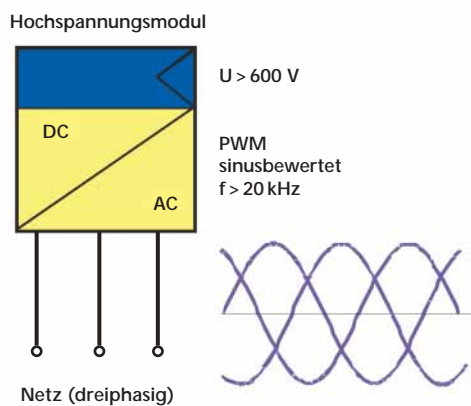 Hochspannungsmodul
U > 600 V
DC
PWM
sinusbewertet
f > 20 kHz
AC
Netz (dreiphasig)